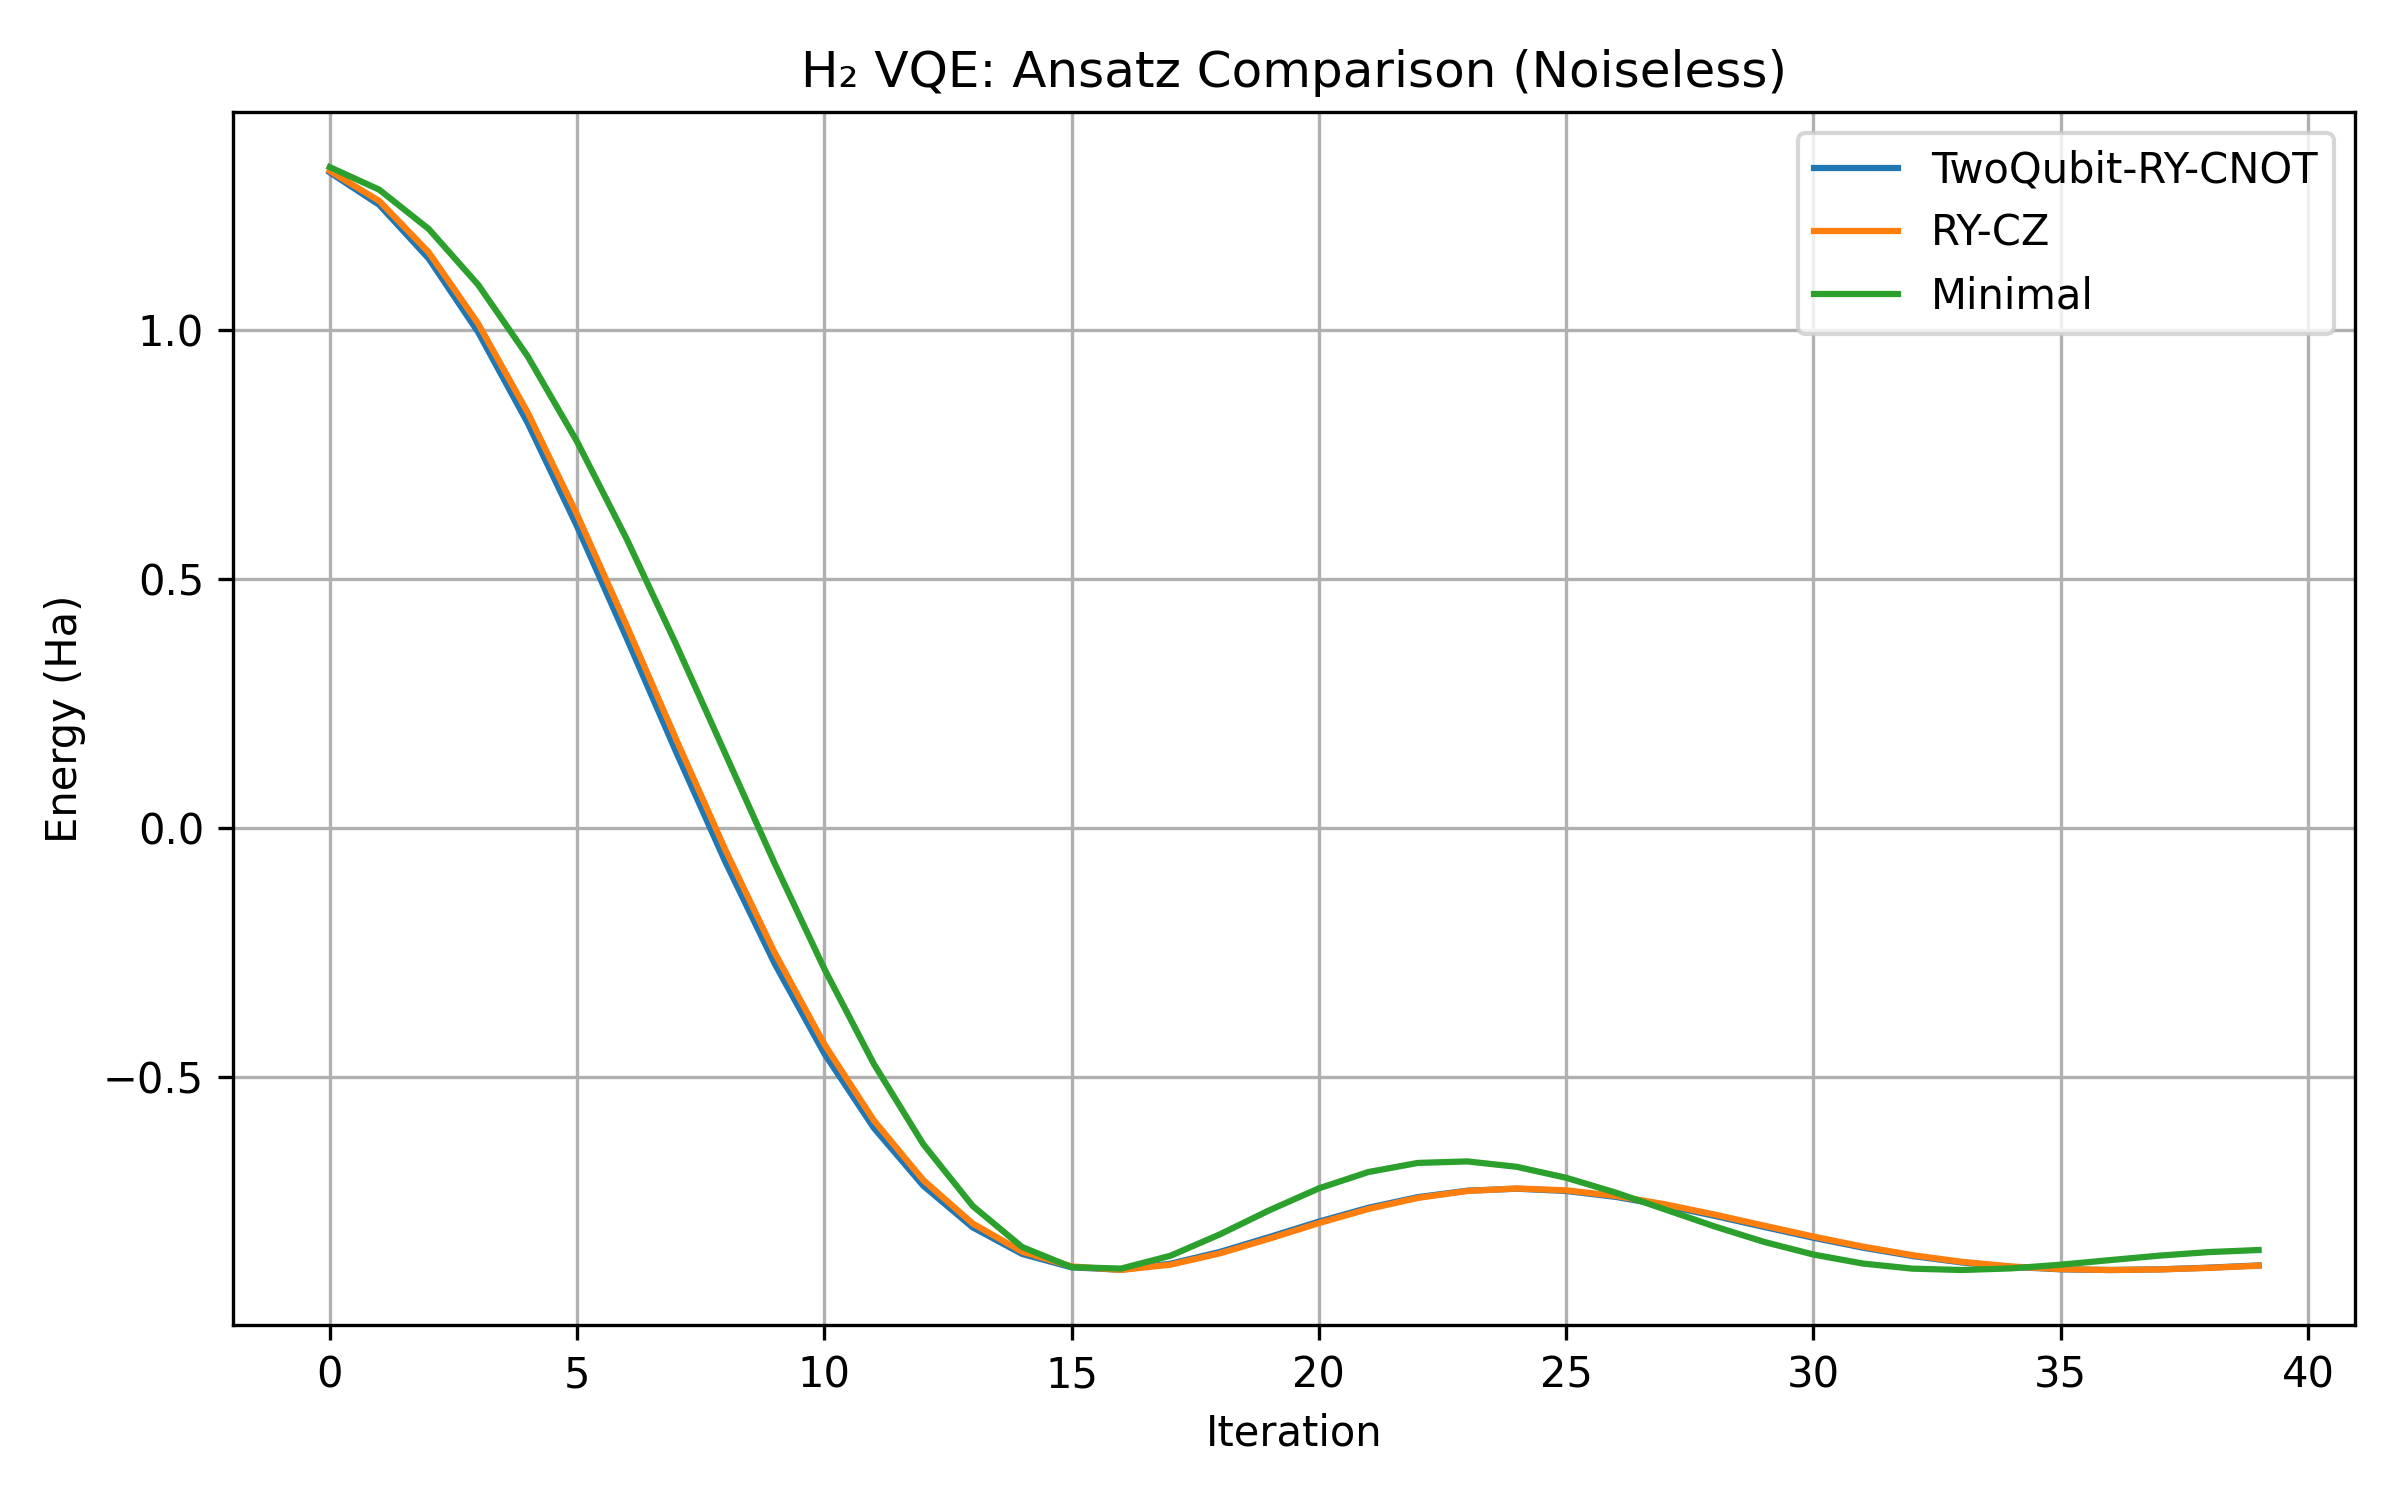 H₂ VQE: Ansatz Comparison (Noiseless)
TwoQubit-RY-CNOT
RY-CZ
Minimal
Energy (Ha)
1.0
0.5
0.0
−0.5
0 5 10 15 20 25 30 35 40
Iteration